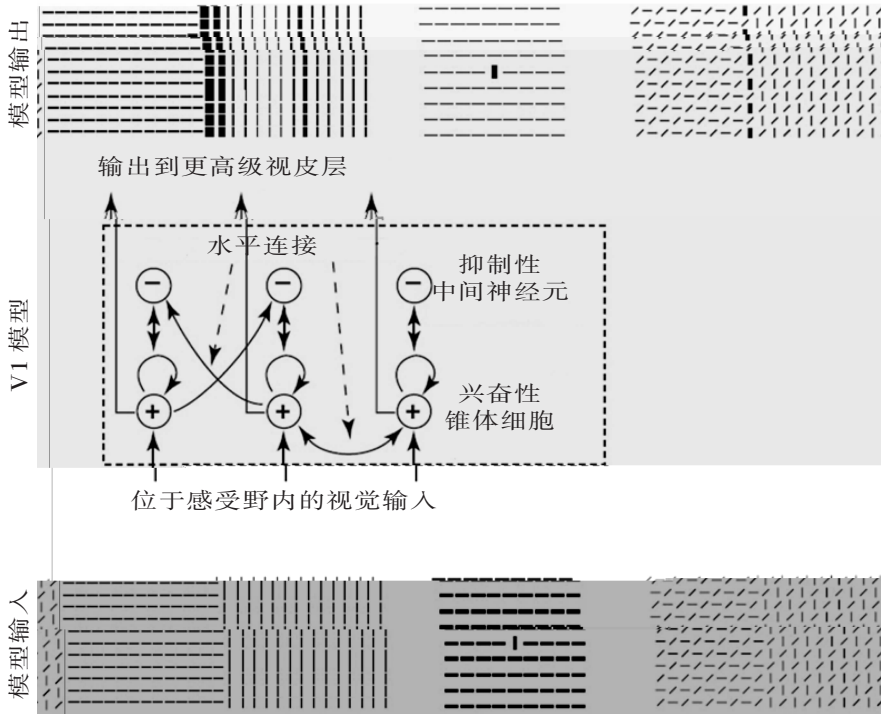 模型输出
输出到更高级视皮层
水平连接
抑制性
中间神经元
V1 模型
兴奋性
锥体细胞
位于感受野内的视觉输入
模型输入